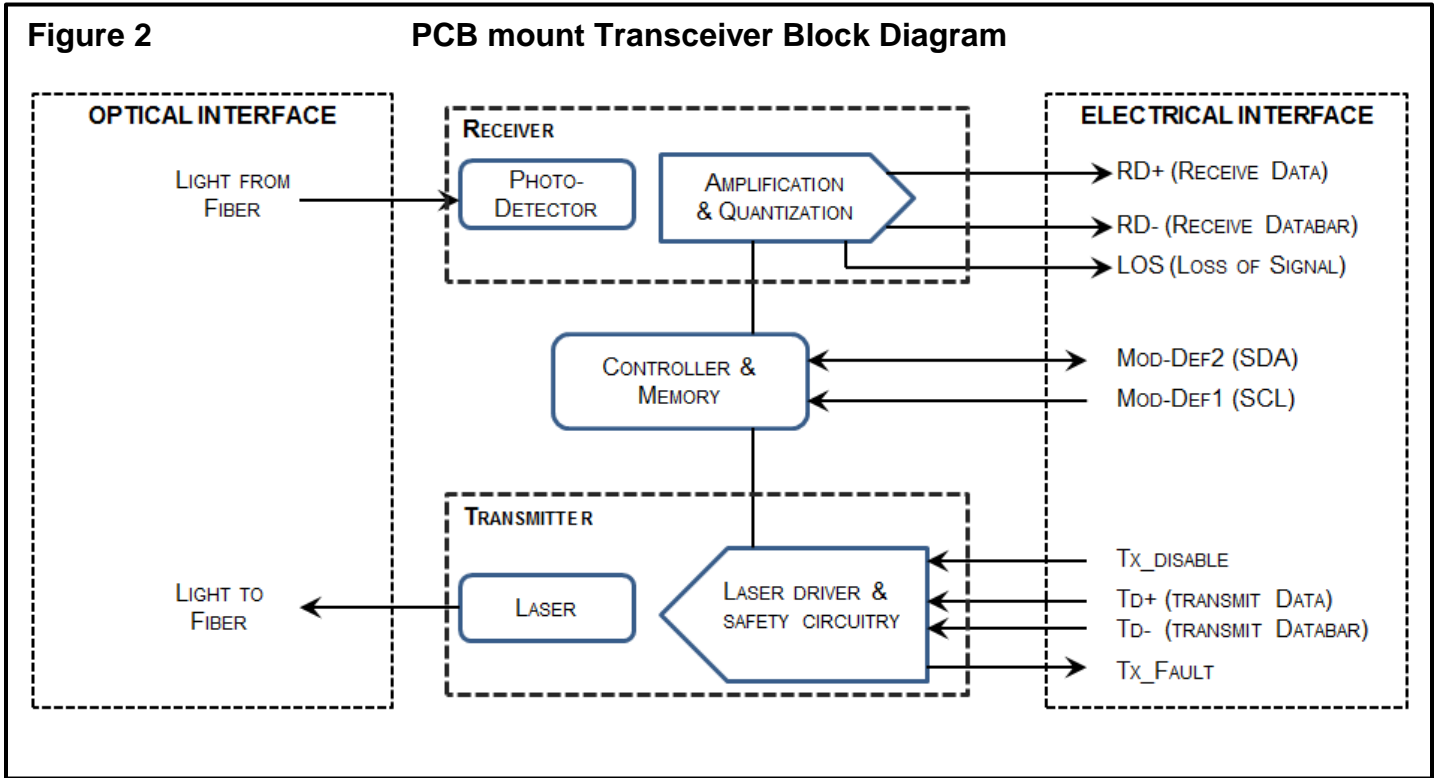 Figure 2 PCB mount Transceiver Block Diagram
OPTICAL INTERFACE
LIGHT FROM
FIBER
LIGHT TO
FIBER
RECEIVER
PHOTO-
DETECTOR
AMPLIFICATION
& QUANTIZATION
CONTROLLER &
MEMORY
TRANSMITTER
LASER
LASER DRIVER &
SAFETY CIRCUITRY
ELECTRICAL INTERFACE
RD+ (RECEIVE DATA)
RD- (RECEIVE DATABAR)
LOS (LOSS OF SIGNAL)
MOD-DEF2 (SDA)
MOD-DEF1 (SCL)
TX_DISABLE
TD+ (TRANSMIT DATA)
TD- (TRANSMIT DATABAR)
TX_FAULT